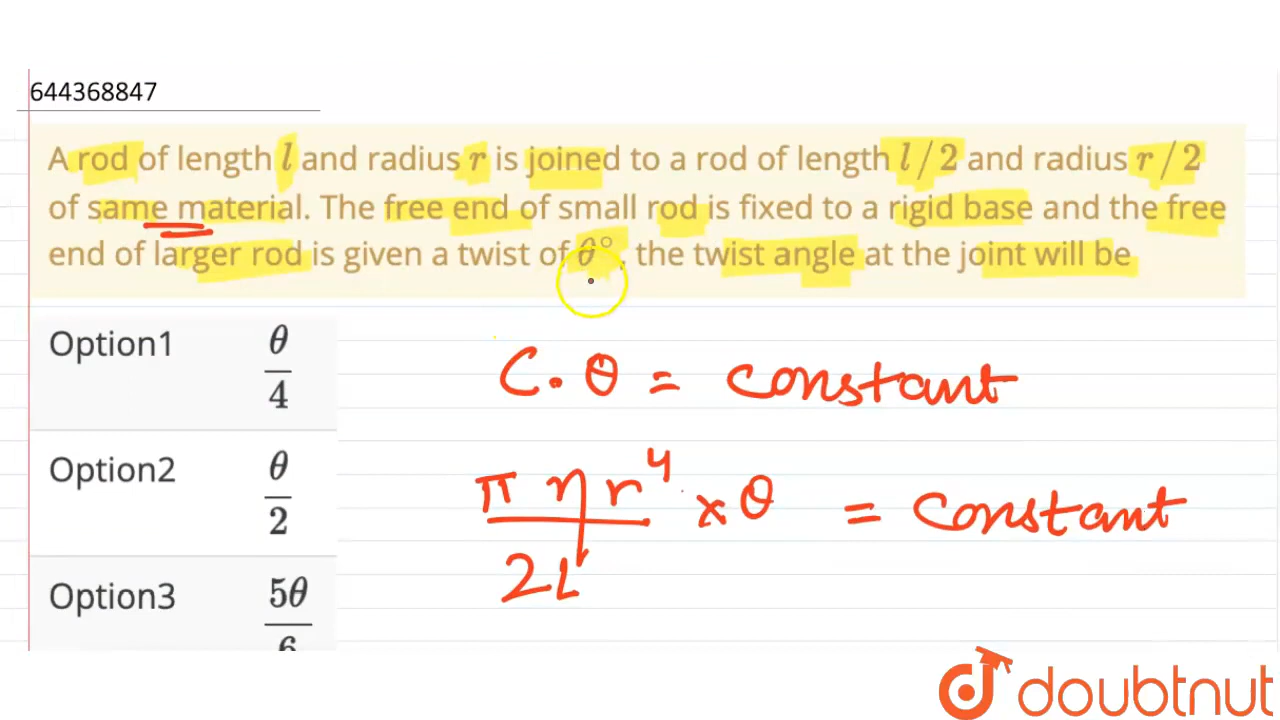 644368847
A rod of length l and radius r is joined to a rod of length l/2 and radius r/2
of same material. The free end of small rod is fixed to a rigid base and the free
end of larger rod is given a twist of θ°, the twist angle at the joint will be
Option1 θ/4
C. θ = constant
Option2 θ/2
π η r⁴ / 2l × θ = constant
Option3 5θ/6
doubtnut